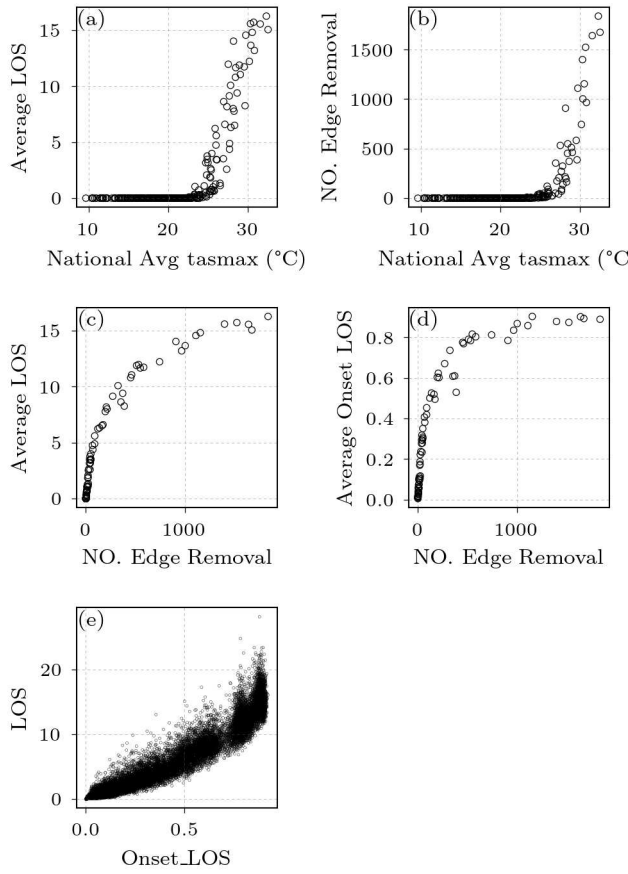 (a)
15
10
5
0
10 20 30
Average LOS
National Avg tasmax (°C)
(b)
1500
1000
500
0
10 20 30
NO. Edge Removal
National Avg tasmax (°C
(c)
15
10
5
0
0 1000
Average LOS
NO. Edge Removal
(d)
0.8
0.6
0.4
0.2
0.0
0 1000
Average Onset LOS
NO. Edge Removal
(e)
20
10
0
0.0 0.5
LOS
Onset_LOS